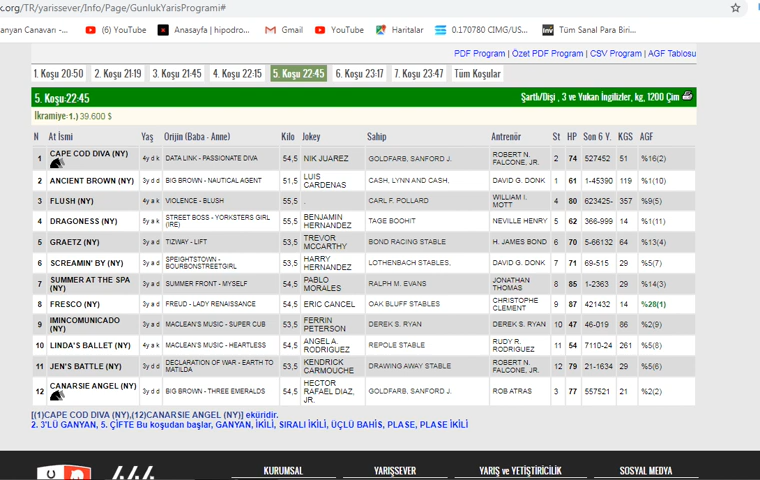 k.org/TR/yarissever/Info/Page/GunlukYarisProgrami#
anyan Canavarı -... (6) YouTube Anasayfa | hipodro... Gmail YouTube Haritalar 0.170780 CIMG/US... Tüm Sanal Para Biri...
PDF Program | Özet PDF Program | CSV Program | AGF Tablosu
1. Koşu 20:50 2. Koşu 21:19 3. Koşu 21:45 4. Koşu 22:15 5. Koşu 22:45 6. Koşu 23:17 7. Koşu 23:47 Tüm Koşular
5. Koşu:22:45 Şartlı/Dişi , 3 ve Yukarı İngilizler, kg, 1200 Çim
Ikramiye:1.) 39.600 $
N At İsmi Yaş Orijin (Baba - Anne) Kilo Jokey Sahip Antrenör St HP Son 6 Y. KGS AGF
1 CAPE COD DIVA (NY) 4y d k DATA LINK - PASSIONATE DIVA 54,5 NIK JUAREZ GOLDFARB, SANFORD J. ROBERT N. FALCONE, JR. 2 74 527452 51 %16(2)
2 ANCIENT BROWN (NY) 3y d d BIG BROWN - NAUTICAL AGENT 51,5 LUIS CARDENAS CASH, LYNN AND CASH, DAVID G. DONK 1 61 1-45390 119 %1(10)
3 FLUSH (NY) 4y a k VIOLENCE - BLUSH 55,5 . CARL F. POLLARD WILLIAM I. MOTT 4 80 623425- 357 %9(5)
4 DRAGONESS (NY) 5y a k STREET BOSS - YORKSTERS GIRL (IRE) 55,5 BENJAMIN HERNANDEZ TAGE BOOHIT NEVILLE HENRY 5 62 366-999 14 %1(11)
5 GRAETZ (NY) 3y a d TIZWAY - LIFT 53,5 TREVOR MCCARTHY BOND RACING STABLE H. JAMES BOND 6 70 5-66132 64 %13(4)
6 SCREAMIN' BY (NY) 3y a d SPEIGHTSTOWN - BOURBONSTREETGIRL 53,5 HARRY HERNANDEZ LOTHENBACH STABLES, DAVID G. DONK 7 71 69-515 29 %5(7)
7 SUMMER AT THE SPA (NY) 3y a d SUMMER FRONT - MYSELF 54,5 PABLO MORALES RALPH M. EVANS JONATHAN THOMAS 8 85 1-2363 29 %14(3)
8 FRESCO (NY) 3y a d FREUD - LADY RENAISSANCE 54,5 ERIC CANCEL OAK BLUFF STABLES CHRISTOPHE CLEMENT 9 87 421432 14 %28(1)
9 IMINCOMUNICADO (NY) 3y a d MACLEAN'S MUSIC - SUPER CUB 53,5 FERRIN PETERSON DEREK S. RYAN DEREK S. RYAN 10 47 46-019 86 %2(9)
10 LINDA'S BALLET (NY) 4y a k MACLEAN'S MUSIC - HEARTLESS 54,5 ANGEL A. RODRIGUEZ REPOLE STABLE RUDY R. RODRIGUEZ 11 54 7110-24 261 %5(8)
11 JEN'S BATTLE (NY) 3y d d DECLARATION OF WAR - EARTH TO MATILDA 53,5 KENDRICK CARMOUCHE DRAWING AWAY STABLE ROBERT N. FALCONE, JR. 12 79 21-1634 29 %5(6)
12 CANARSIE ANGEL (NY) 3y d d BIG BROWN - THREE EMERALDS 54,5 HECTOR RAFAEL DIAZ, JR. GOLDFARB, SANFORD J. ROB ATRAS 3 77 557521 21 %2(2)
[(1)CAPE COD DIVA (NY),(12)CANARSIE ANGEL (NY)] eküridir.
2. 3'LÜ GANYAN, 5. ÇİFTE Bu koşudan başlar, GANYAN, İKİLİ, SIRALI İKİLİ, ÜÇLÜ BAHİS, PLASE, PLASE İKİLİ
KURUMSAL YARIŞSEVER YARIŞ ve YETİŞTİRİCİLİK SOSYAL MEDYA